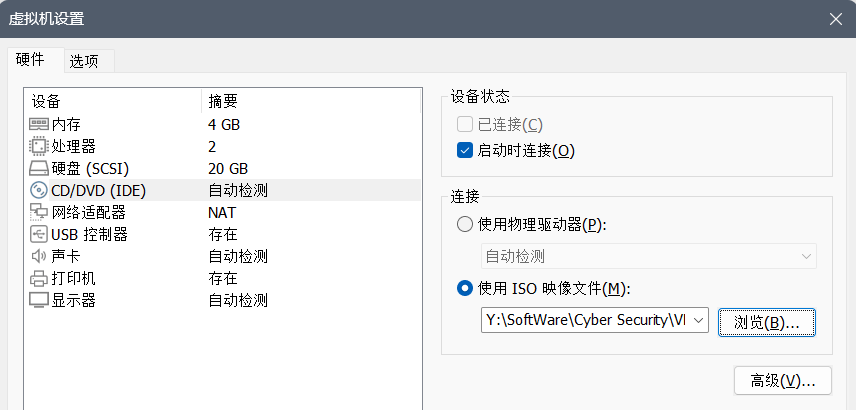 虚拟机设置
硬件 选项
设备 摘要
内存 4 GB
处理器 2
硬盘 (SCSI) 20 GB
CD/DVD (IDE) 自动检测
网络适配器 NAT
USB 控制器 存在
声卡 自动检测
打印机 存在
显示器 自动检测
设备状态
已连接(C)
启动时连接(O)
连接
使用物理驱动器(P):
自动检测
使用 ISO 映像文件(M):
Y:\SoftWare\Cyber Security\VI 浏览(B)...
高级(V)...